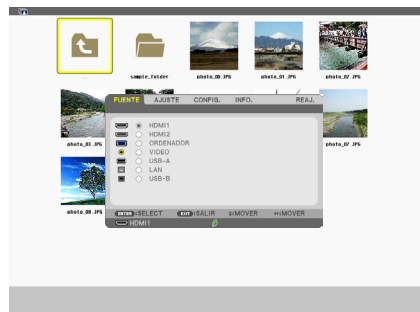 ..
sample_folder
photo_00.JPG
photo_01.JPG
photo_02.JPG
FUENTE AJUSTE CONFIG. INFO. REAJ.
HDMI1
HDMI2
ORDENADOR
VIDEO
USB-A
LAN
USB-B
photo_03.JPG
photo_07.JPG
photo_08.JPG
ENTER :SELECT EXIT :SALIR :MOVER :MOVER
HDMI1